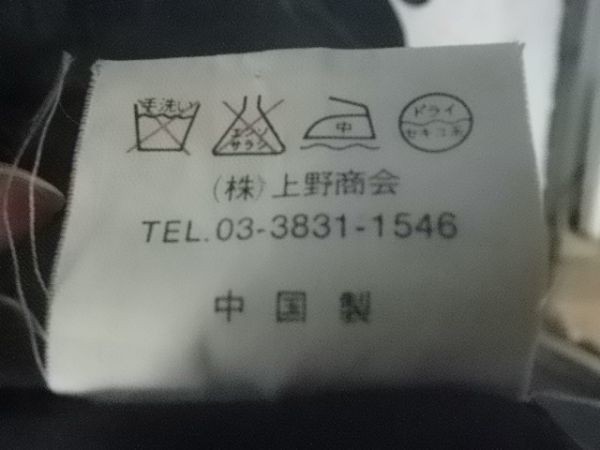 手洗い
エンソ
サラシ
中
ドライ
セキユ系
(株)上野商会
TEL.03-3831-1546
中国製